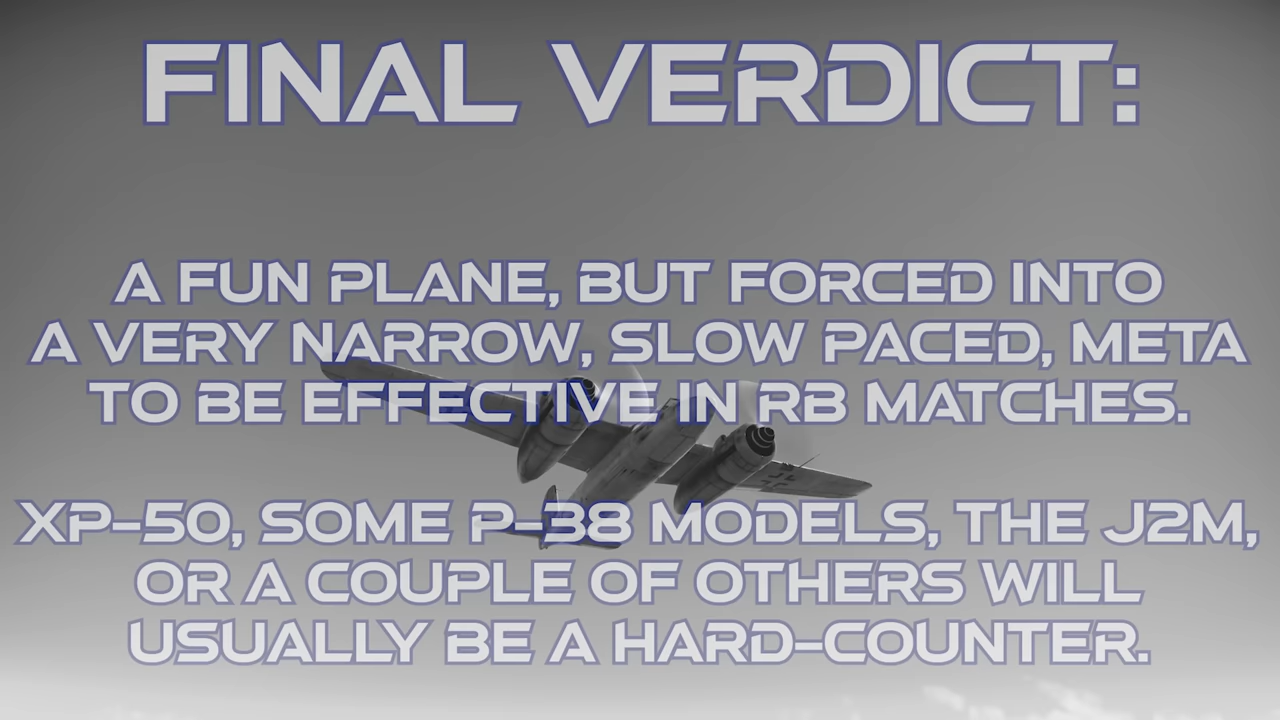 FINAL VERDICT:
A FUN PLANE, BUT FORCED INTO
A VERY NARROW, SLOW PACED, META
TO BE EFFECTIVE IN RB MATCHES.
XP-50, SOME P-38 MODELS, THE J2M,
OR A COUPLE OF OTHERS WILL
USUALLY BE A HARD-COUNTER.